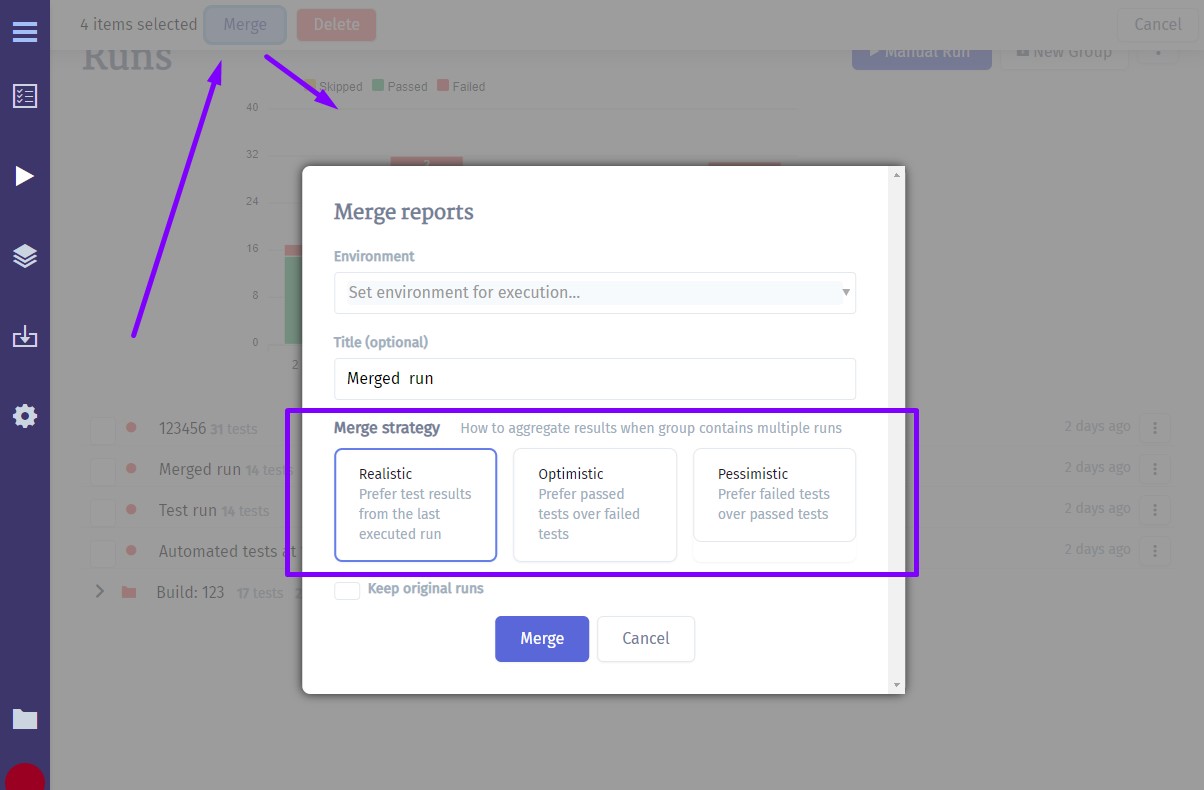 4 items selected Merge Delete Cancel
Runs Manual Run New Group
Skipped Passed Failed
40
32
2
24
16
8
0
2
Merge reports
Environment
Set environment for execution...
Title (optional)
Merged run
Merge strategy How to aggregate results when group contains multiple runs
Realistic
Prefer test results
from the last
executed run
Optimistic
Prefer passed
tests over failed
tests
Pessimistic
Prefer failed tests
over passed tests
Keep original runs
Merge Cancel
123456 31 tests 2 days ago
Merged run 14 tests 2 days ago
Test run 14 tests 2 days ago
Automated tests at 2 days ago
Build: 123 17 tests 2